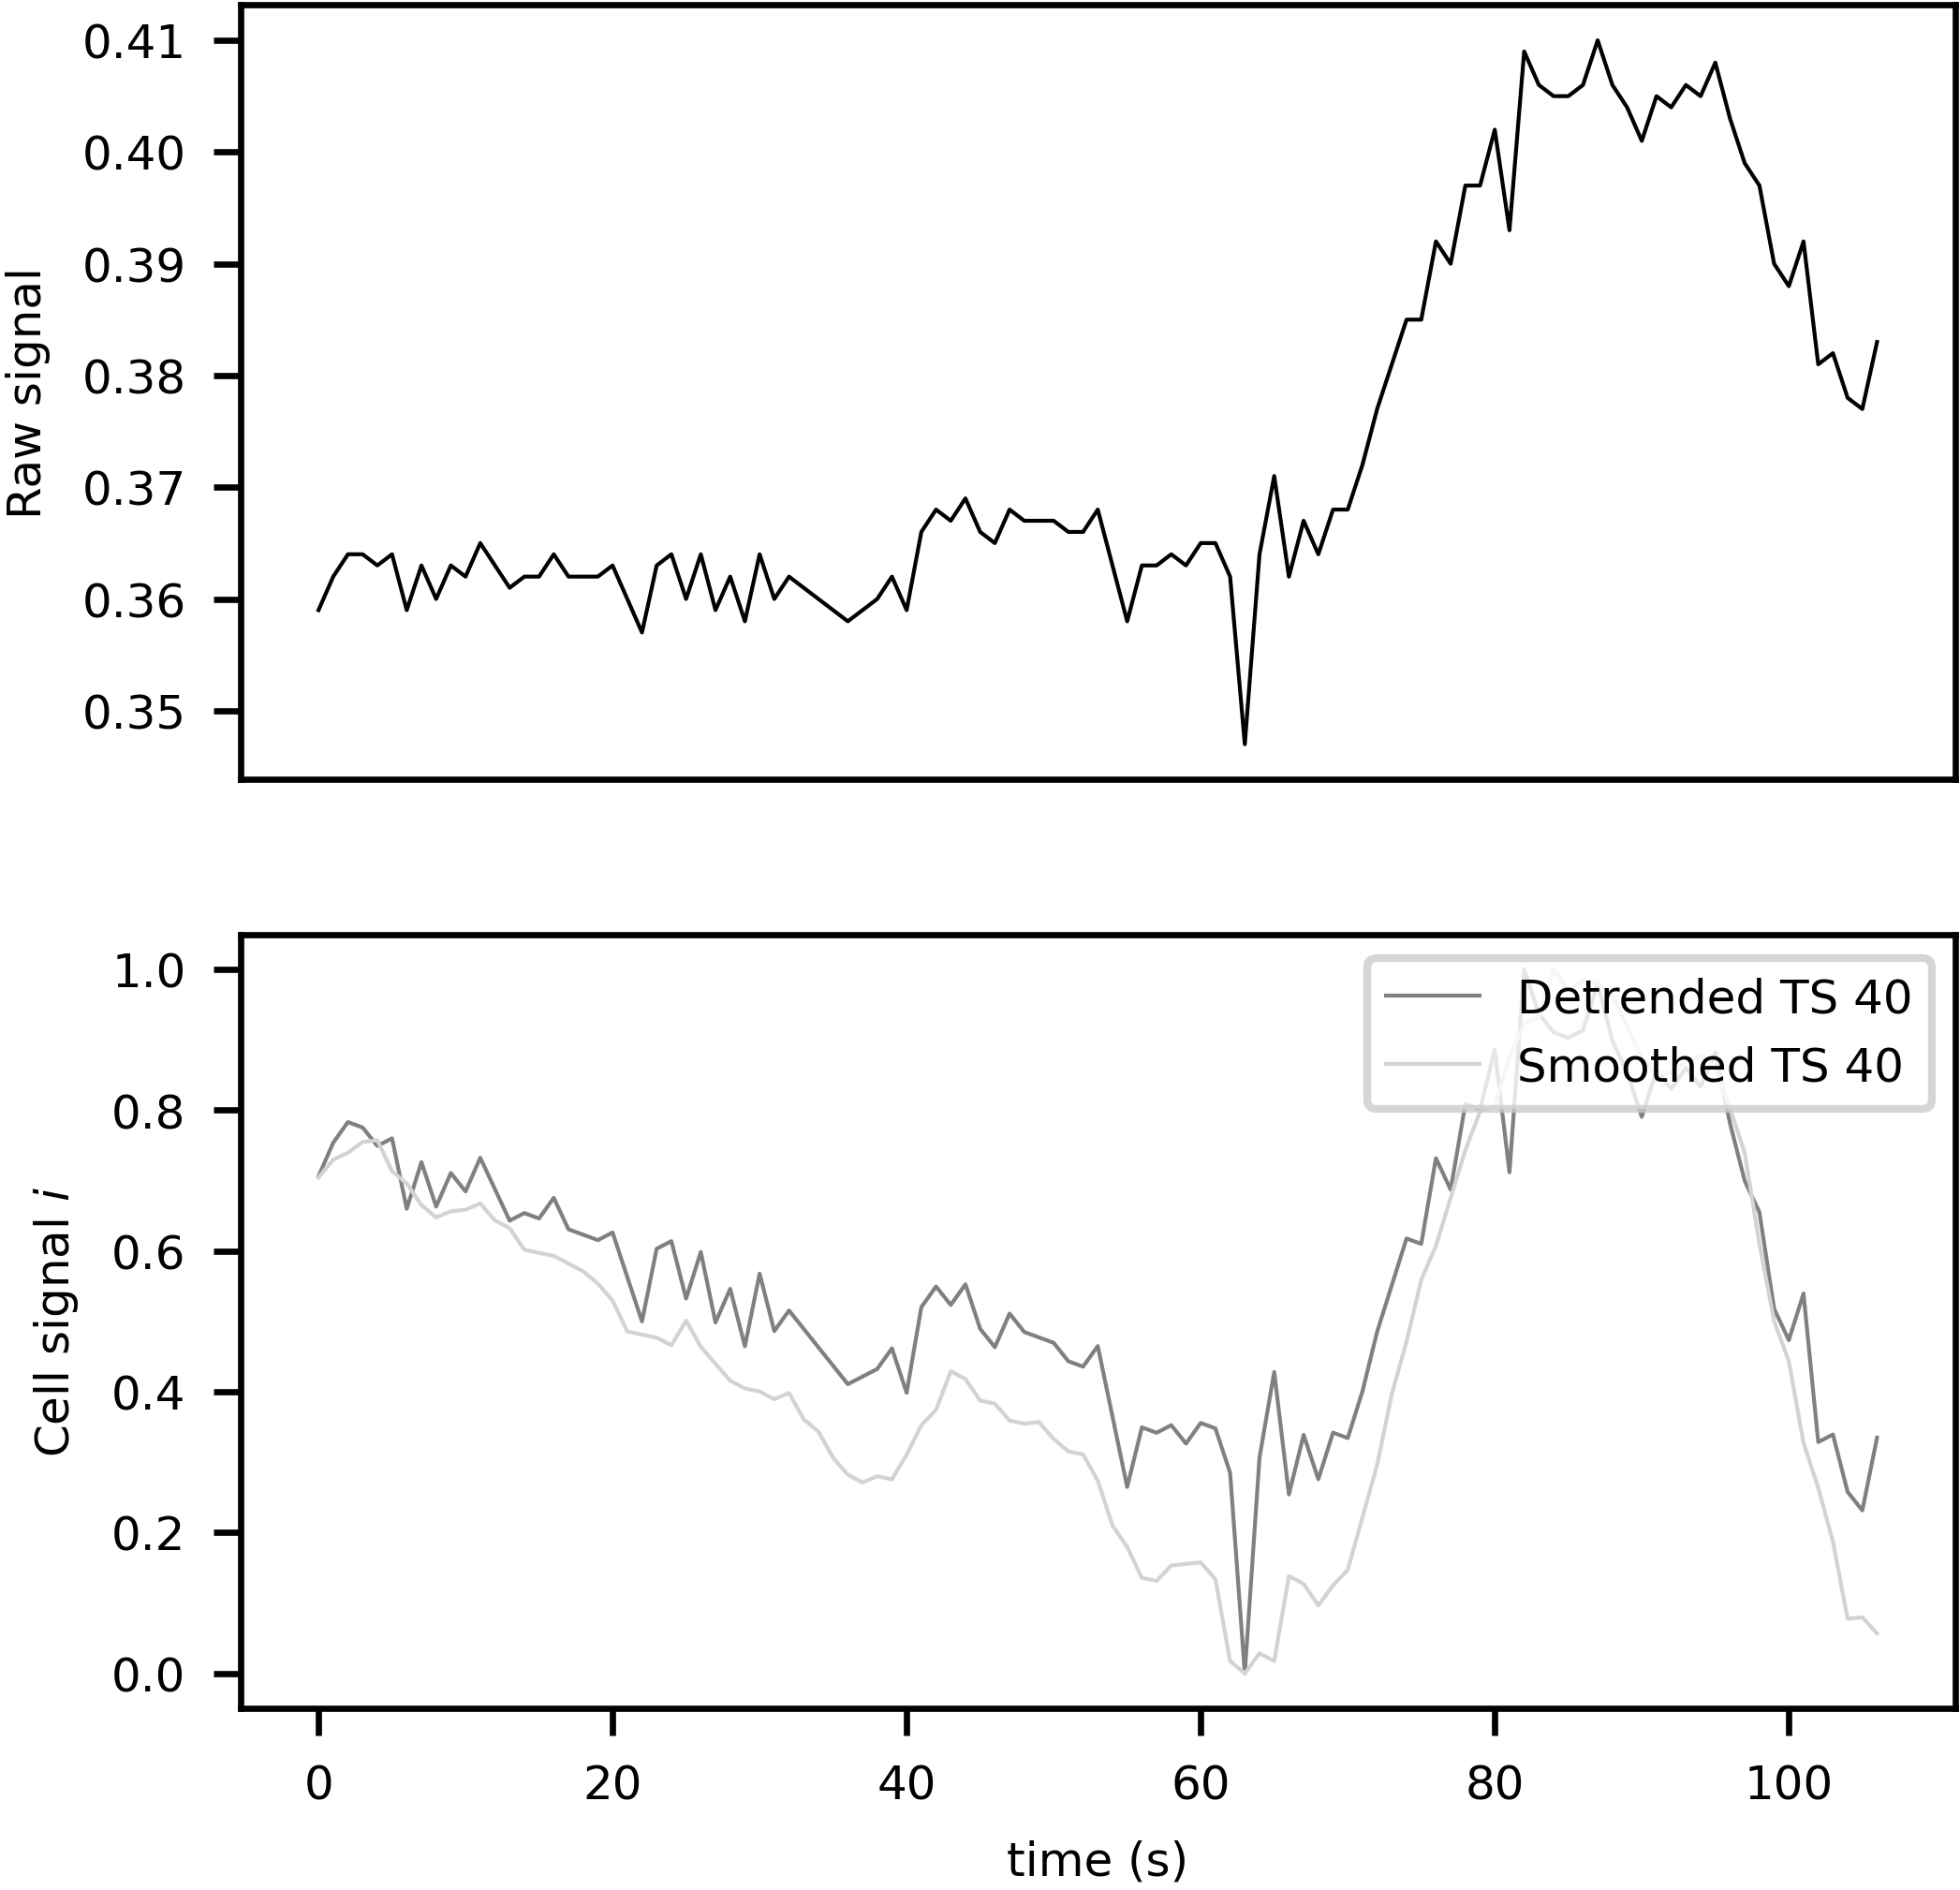 0.41
0.40
0.39
0.38
0.37
0.36
0.35
Raw signal
1.0
0.8
0.6
0.4
0.2
0.0
Cell signal i
Detrended TS 40
Smoothed TS 40
0 20 40 60 80 100
time (s)